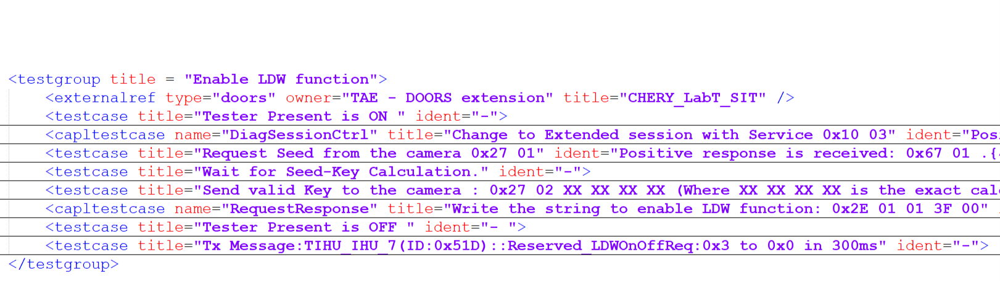 <testgroup title = "Enable LDW function">
<externalref type="doors" owner="TAE - DOORS extension" title="CHERY_LabT_SIT" />
<testcase title="Tester Present is ON " ident="-">
<capltestcase name="DiagSessionCtrl" title="Change to Extended session with Service 0x10 03" ident="Pos
<testcase title="Request Seed from the camera 0x27 01" ident="Positive response is received: 0x67 01 .{
<testcase title="Wait for Seed-Key Calculation." ident="-">
<testcase title="Send valid Key to the camera : 0x27 02 XX XX XX XX (Where XX XX XX XX is the exact cal
<capltestcase name="RequestResponse" title="Write the string to enable LDW function: 0x2E 01 01 3F 00"
<testcase title="Tester Present is OFF " ident="- ">
<testcase title="Tx Message:TIHU_IHU_7(ID:0x51D)::Reserved_LDWOnOffReq:0x3 to 0x0 in 300ms" ident="-">
</testgroup>